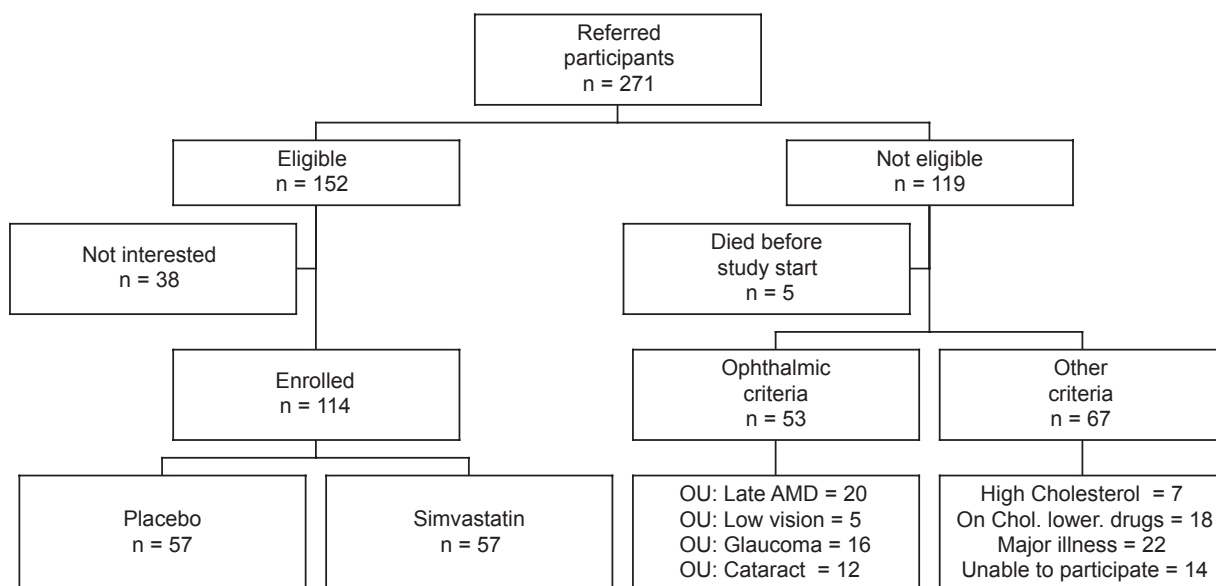 Referred
participants
n = 271
Eligible
n = 152
Not eligible
n = 119
Not interested
n = 38
Died before
study start
n = 5
Enrolled
n = 114
Ophthalmic
criteria
n = 53
Other
criteria
n = 67
Placebo
n = 57
Simvastatin
n = 57
OU: Late AMD = 20
OU: Low vision = 5
OU: Glaucoma = 16
OU: Cataract = 12
High Cholesterol = 7
On Chol. lower. drugs = 18
Major illness = 22
Unable to participate = 14